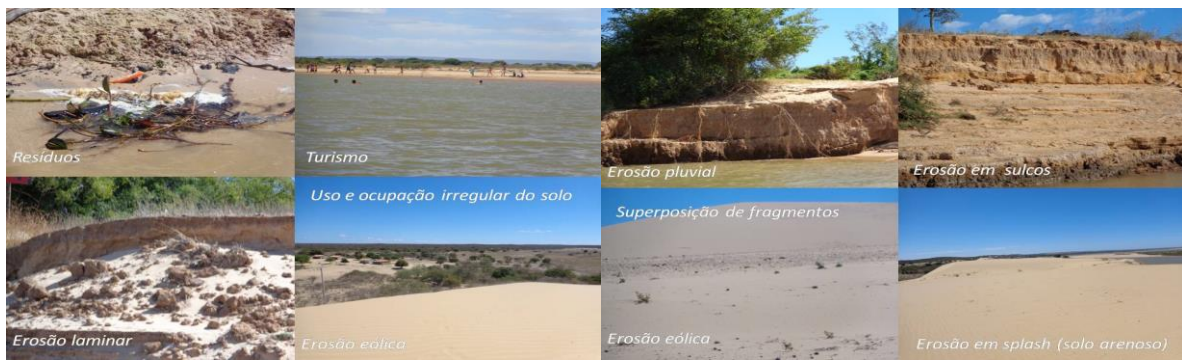 Resíduos
Turismo
Erosão pluvial
Erosão em sulcos
Erosão laminar
Uso e ocupação irregular do solo
Erosão eólica
Superposição de fragmentos
Erosão eólica
Erosão em splash (solo arenoso)